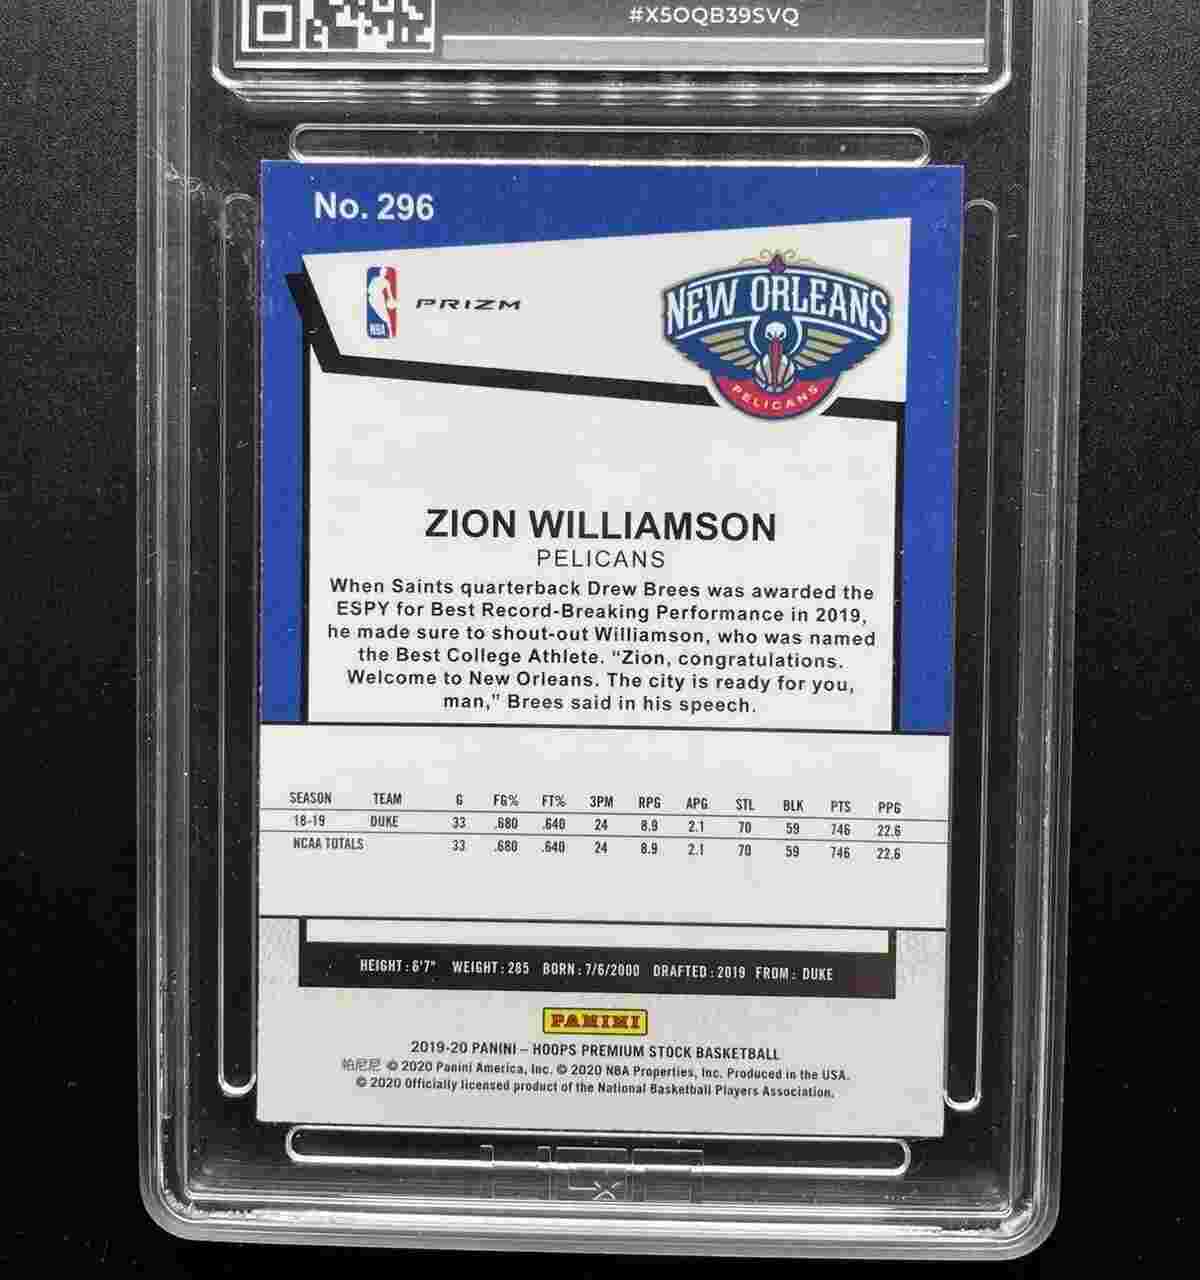 #X5OQB39SVQ
No. 296
NBA
PRIZM
NEW ORLEANS
PELICANS
ZION WILLIAMSON
PELICANS
When Saints quarterback Drew Brees was awarded the
ESPY for Best Record-Breaking Performance in 2019,
he made sure to shout-out Williamson, who was named
the Best College Athlete. “Zion, congratulations.
Welcome to New Orleans. The city is ready for you,
man,” Brees said in his speech.
SEASON TEAM G FG% FT% 3PM RPG APG STL BLK PTS PPG
18-19 DUKE 33 .680 .640 24 8.9 2.1 70 59 746 22.6
NCAA TOTALS 33 .680 .640 24 8.9 2.1 70 59 746 22.6
HEIGHT: 6'7" WEIGHT: 285 BORN: 7/6/2000 DRAFTED: 2019 FROM: DUKE
PANINI
2019-20 PANINI – HOOPS PREMIUM STOCK BASKETBALL
帕尼尼 © 2020 Panini America, Inc. © 2020 NBA Properties, Inc. Produced in the USA.
© 2020 Officially licensed product of the National Basketball Players Association.